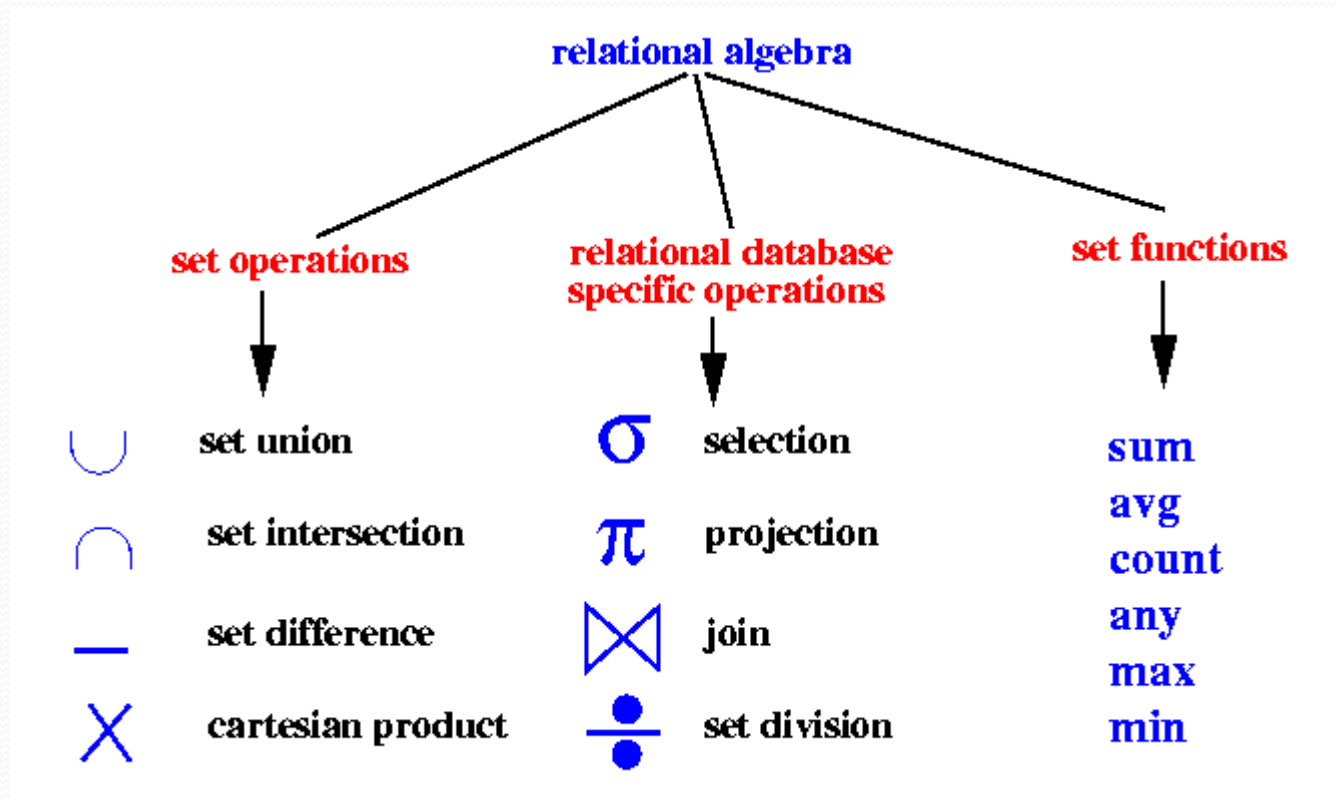 relational algebra
set operations
relational database
specific operations
set functions
∪ set union
∩ set intersection
− set difference
× cartesian product
σ selection
π projection
⋈ join
÷ set division
sum
avg
count
any
max
min